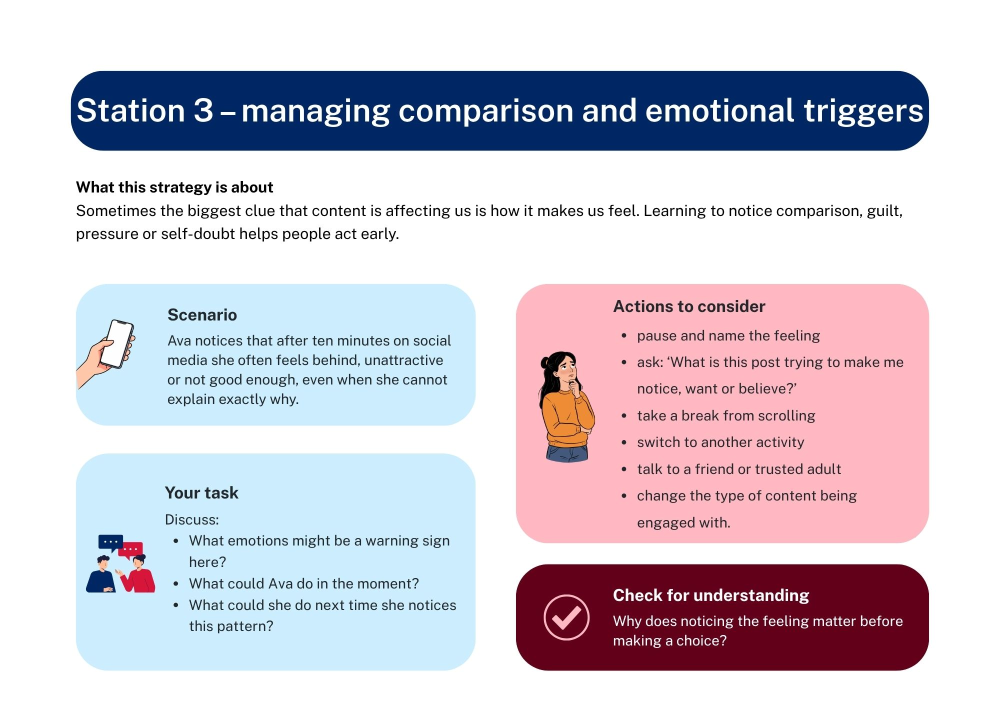 Station 3 – managing comparison and emotional triggers
What this strategy is about
Sometimes the biggest clue that content is affecting us is how it makes us feel. Learning to notice comparison, guilt,
pressure or self-doubt helps people act early.
Scenario
Ava notices that after ten minutes on social
media she often feels behind, unattractive
or not good enough, even when she cannot
explain exactly why.
Your task
Discuss:
• What emotions might be a warning sign
here?
• What could Ava do in the moment?
• What could she do next time she notices
this pattern?
Actions to consider
• pause and name the feeling
• ask: ‘What is this post trying to make me
notice, want or believe?’
• take a break from scrolling
• switch to another activity
• talk to a friend or trusted adult
• change the type of content being
engaged with.
Check for understanding
Why does noticing the feeling matter before
making a choice?